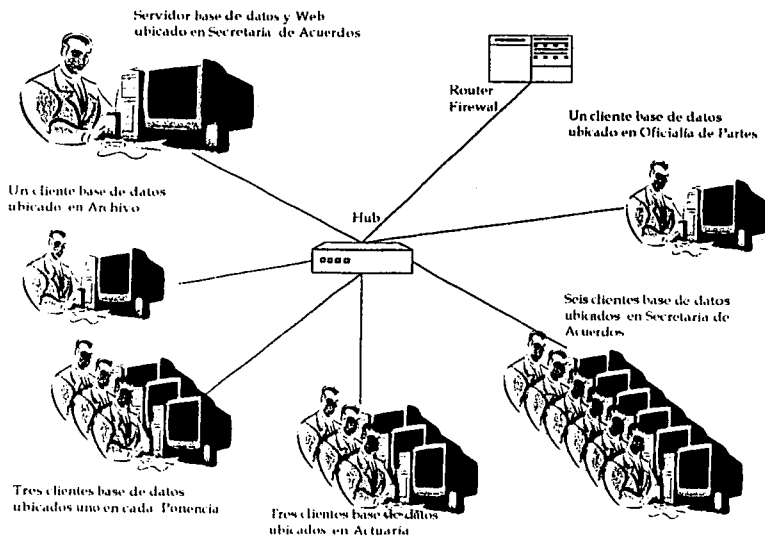 Servidor base de datos y Web
ubicado en Secretaría de Acuerdos
Router
Firewal
Un cliente base de datos
ubicado en Oficialía de Partes
Un cliente base de datos
ubicado en Archivo
Hub
Seis clientes base de datos
ubicados en Secretaría de
Acuerdos
Tres clientes base de datos
ubicados uno en cada Ponencia
Tres clientes base de datos
ubicados en Actuaría